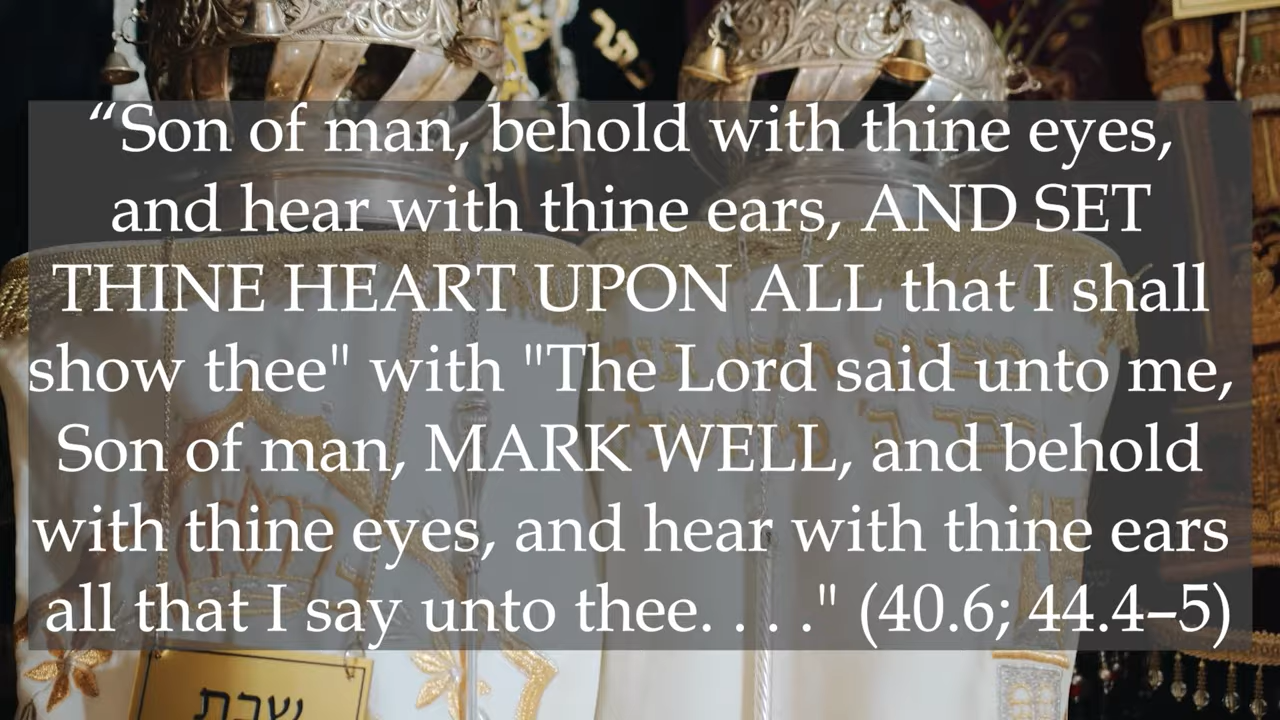 “Son of man, behold with thine eyes,
and hear with thine ears, AND SET
THINE HEART UPON ALL that I shall
show thee" with "The Lord said unto me,
Son of man, MARK WELL, and behold
with thine eyes, and hear with thine ears
all that I say unto thee. . . ." (40.6; 44.4–5)
שבת